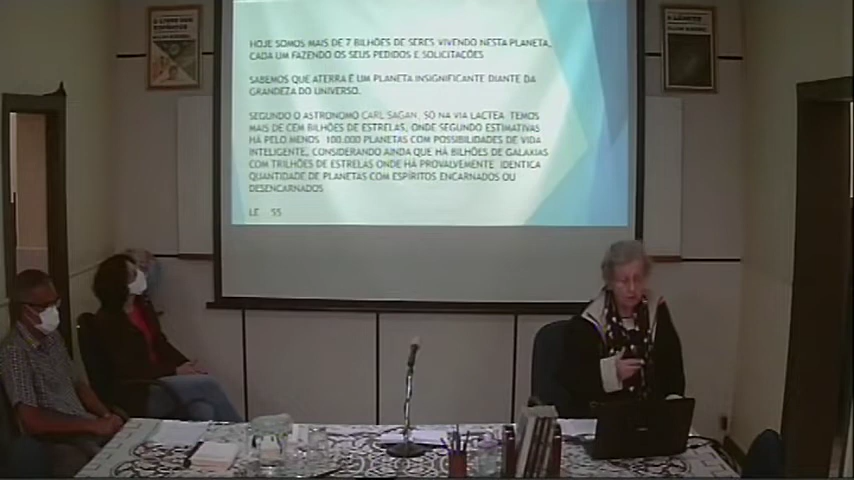 O LIVRO DOS
ESPÍRITOS
HOJE SOMOS MAIS DE 7 BILHÕES DE SERES VIVENDO NESTA PLANETA,
CADA UM FAZENDO OS SEUS PEDIDOS E SOLICITAÇÕES
SABEMOS QUE ATERRA É UM PLANETA INSIGNIFICANTE DIANTE DA
GRANDEZA DO UNIVERSO.
SEGUNDO O ASTRONOMO CARL SAGAN, SÓ NA VIA LACTEA TEMOS
MAIS DE CEM BILHÕES DE ESTRELAS, ONDE SEGUNDO ESTIMATIVAS
HÁ PELO MENOS 100.000 PLANETAS COM POSSIBILIDADES DE VIDA
INTELIGENTE, CONSIDERANDO AINDA QUE HÁ BILHÕES DE GALAXIAS
COM TRILHÕES DE ESTRELAS ONDE HÁ PROVALVEMENTE IDENTICA
QUANTIDADE DE PLANETAS COM ESPIRITOS ENCARNADOS OU
DESENCARNADOS
LE 55
A GÊNESE